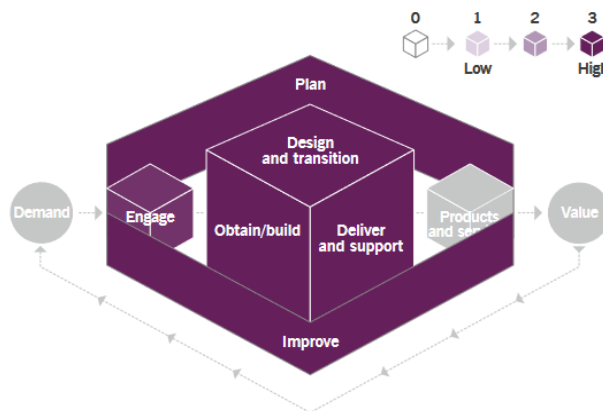 0 1 2 3
Low High
Plan
Design
and transition
Demand
Engage
Obtain/build
Deliver
and support
Products
and
Value
Improve